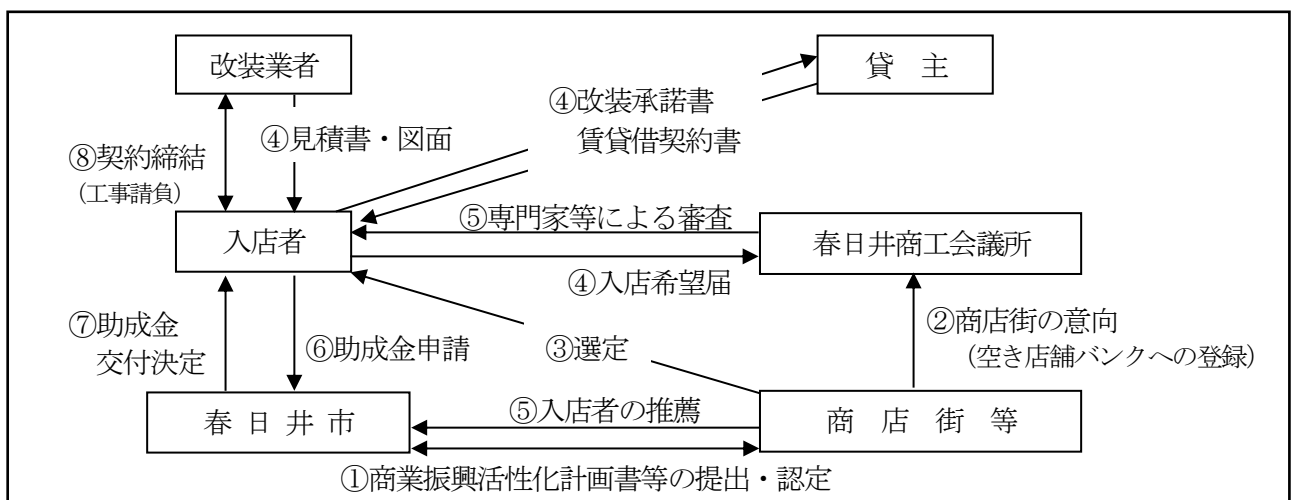 改装業者
貸　主
④改装承諾書
賃貸借契約書
④見積書・図面
⑧契約締結
（工事請負）
⑤専門家等による審査
入店者
春日井商工会議所
④入店希望届
⑦助成金
交付決定
⑥助成金申請
③選定
②商店街の意向
（空き店舗バンクへの登録）
春 日 井 市
⑤入店者の推薦
商　店　街　等
①商業振興活性化計画書等の提出・認定